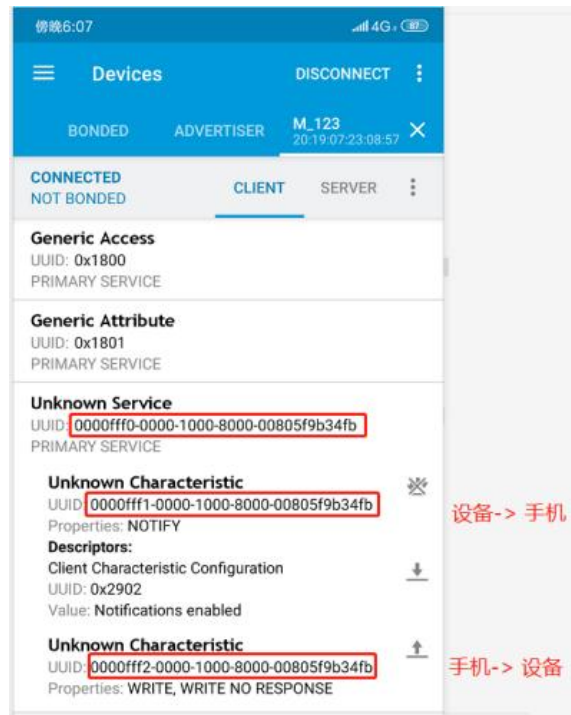 傍晚6:07 4G 87
Devices DISCONNECT
BONDED ADVERTISER M_123
20:19:07:23:08:57
CONNECTED
NOT BONDED
CLIENT SERVER
Generic Access
UUID: 0x1800
PRIMARY SERVICE
Generic Attribute
UUID: 0x1801
PRIMARY SERVICE
Unknown Service
UUID: 0000fff0-0000-1000-8000-00805f9b34fb
PRIMARY SERVICE
Unknown Characteristic
UUID: 0000fff1-0000-1000-8000-00805f9b34fb
设备-> 手机
Properties: NOTIFY
Descriptors:
Client Characteristic Configuration
UUID: 0x2902
Value: Notifications enabled
Unknown Characteristic
UUID: 0000fff2-0000-1000-8000-00805f9b34fb
手机-> 设备
Properties: WRITE, WRITE NO RESPONSE